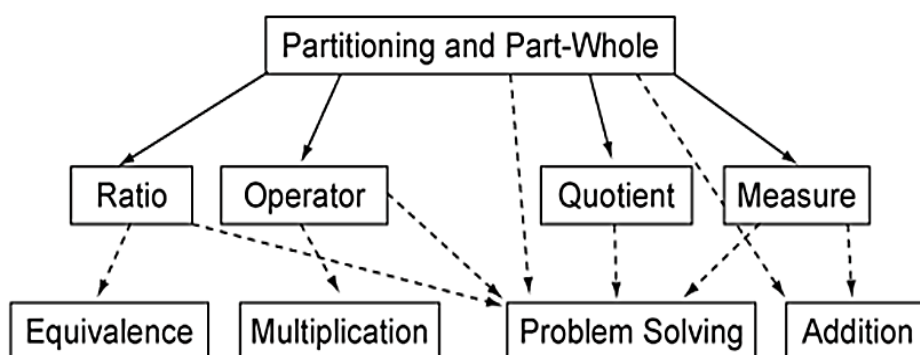 Partitioning and Part-Whole
Ratio
Operator
Quotient
Measure
Equivalence
Multiplication
Problem Solving
Addition